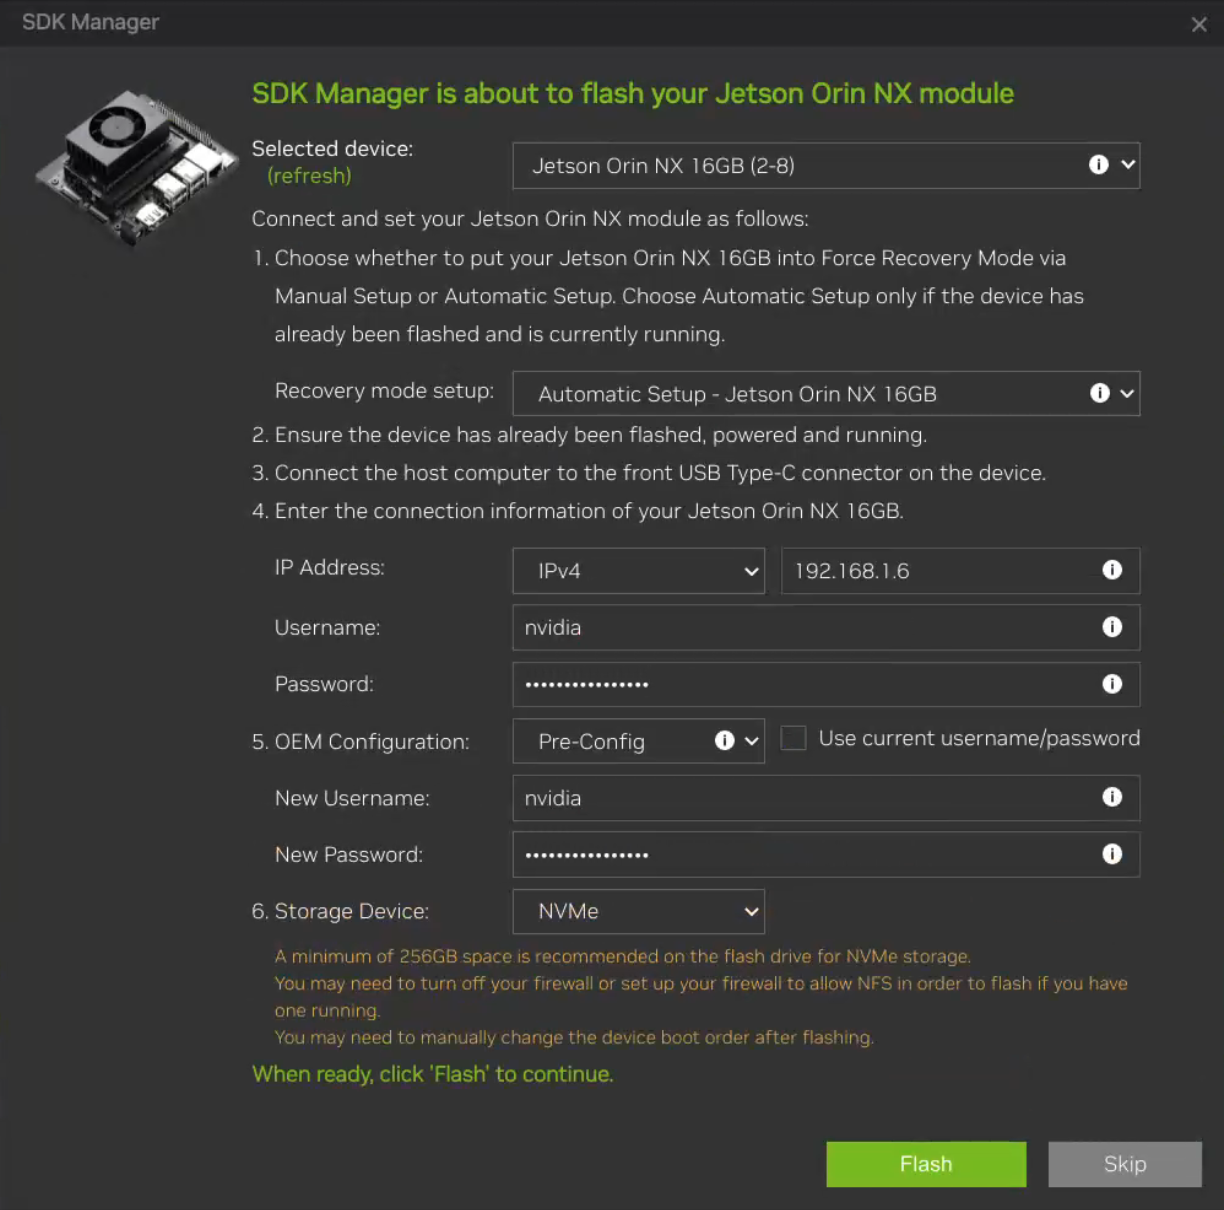 SDK Manager
SDK Manager is about to flash your Jetson Orin NX module
Selected device:
(refresh)
Jetson Orin NX 16GB (2-8)
Connect and set your Jetson Orin NX module as follows:
1. Choose whether to put your Jetson Orin NX 16GB into Force Recovery Mode via
Manual Setup or Automatic Setup. Choose Automatic Setup only if the device has
already been flashed and is currently running.
Recovery mode setup:
Automatic Setup - Jetson Orin NX 16GB
2. Ensure the device has already been flashed, powered and running.
3. Connect the host computer to the front USB Type-C connector on the device.
4. Enter the connection information of your Jetson Orin NX 16GB.
IP Address:
IPv4
192.168.1.6
Username:
nvidia
Password:
••••••••••••••••
5. OEM Configuration:
Pre-Config
Use current username/password
New Username:
nvidia
New Password:
••••••••••••••••
6. Storage Device:
NVMe
A minimum of 256GB space is recommended on the flash drive for NVMe storage.
You may need to turn off your firewall or set up your firewall to allow NFS in order to flash if you have
one running.
You may need to manually change the device boot order after flashing.
When ready, click 'Flash' to continue.
Flash
Skip